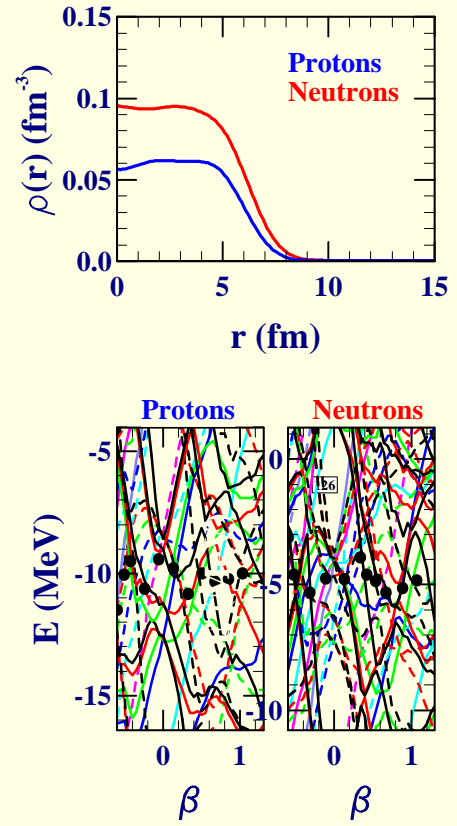 ρ(r) (fm⁻³)
0.15
0.1
0.05
0.0
Protons
Neutrons
0
5
10
15
r (fm)
Protons
Neutrons
E (MeV)
-5
-10
-15
0
-5
-10
126
0
1
0
1
β
β